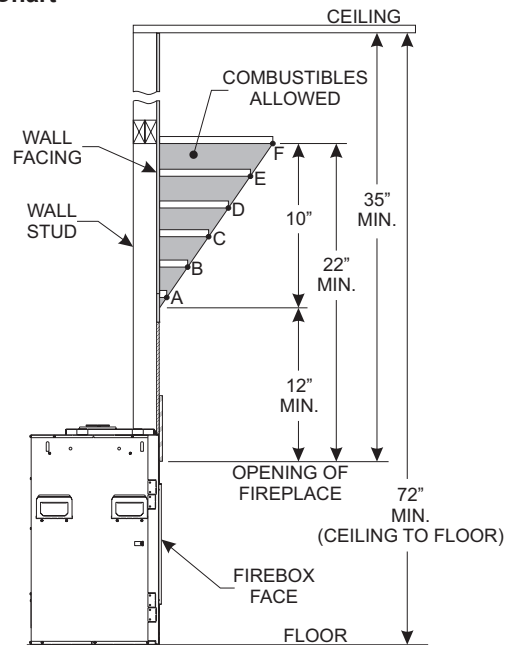 Chart
CEILING
COMBUSTIBLES
ALLOWED
WALL
FACING
F
E
WALL
STUD
D
C
B
A
10”
35”
MIN.
22”
MIN.
12”
MIN.
OPENING OF
FIREPLACE
72”
MIN.
(CEILING TO FLOOR)
FIREBOX
FACE
FLOOR